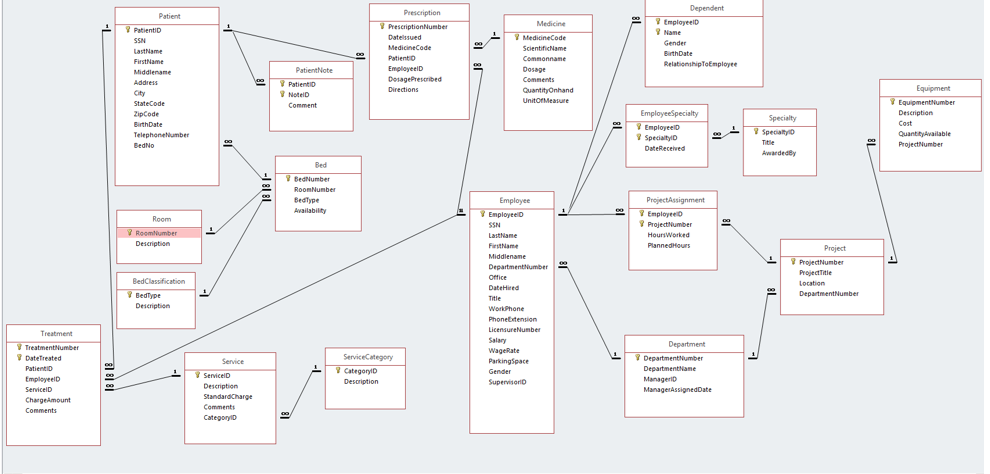 Patient
PatientID
SSN
LastName
FirstName
Middlename
Address
City
StateCode
ZipCode
BirthDate
TelephoneNumber
BedNo
PatientNote
PatientID
NoteID
Comment
Prescription
PrescriptionNumber
DateIssued
MedicineCode
PatientID
EmployeeID
DosagePrescribed
Directions
Medicine
MedicineCode
ScientificName
Commonname
Dosage
Comments
QuantityOnhand
UnitOfMeasure
Dependent
EmployeeID
Name
Gender
BirthDate
RelationshipToEmployee
EmployeeSpecialty
EmployeeID
SpecialtyID
DateReceived
Specialty
SpecialtyID
Title
AwardedBy
Equipment
EquipmentNumber
Description
Cost
QuantityAvailable
ProjectNumber
Bed
BedNumber
RoomNumber
BedType
Availability
Room
RoomNumber
Description
BedClassification
BedType
Description
Employee
EmployeeID
SSN
LastName
FirstName
Middlename
DepartmentNumber
Office
DateHired
Title
WorkPhone
PhoneExtension
LicensureNumber
Salary
WageRate
ParkingSpace
Gender
SupervisorID
ProjectAssignment
EmployeeID
ProjectNumber
HoursWorked
PlannedHours
Project
ProjectNumber
ProjectTitle
Location
DepartmentNumber
Treatment
TreatmentNumber
DateTreated
PatientID
EmployeeID
ServiceID
ChargeAmount
Comments
Service
ServiceID
Description
StandardCharge
Comments
CategoryID
ServiceCategory
CategoryID
Description
Department
DepartmentNumber
DepartmentName
ManagerID
ManagerAssignedDate